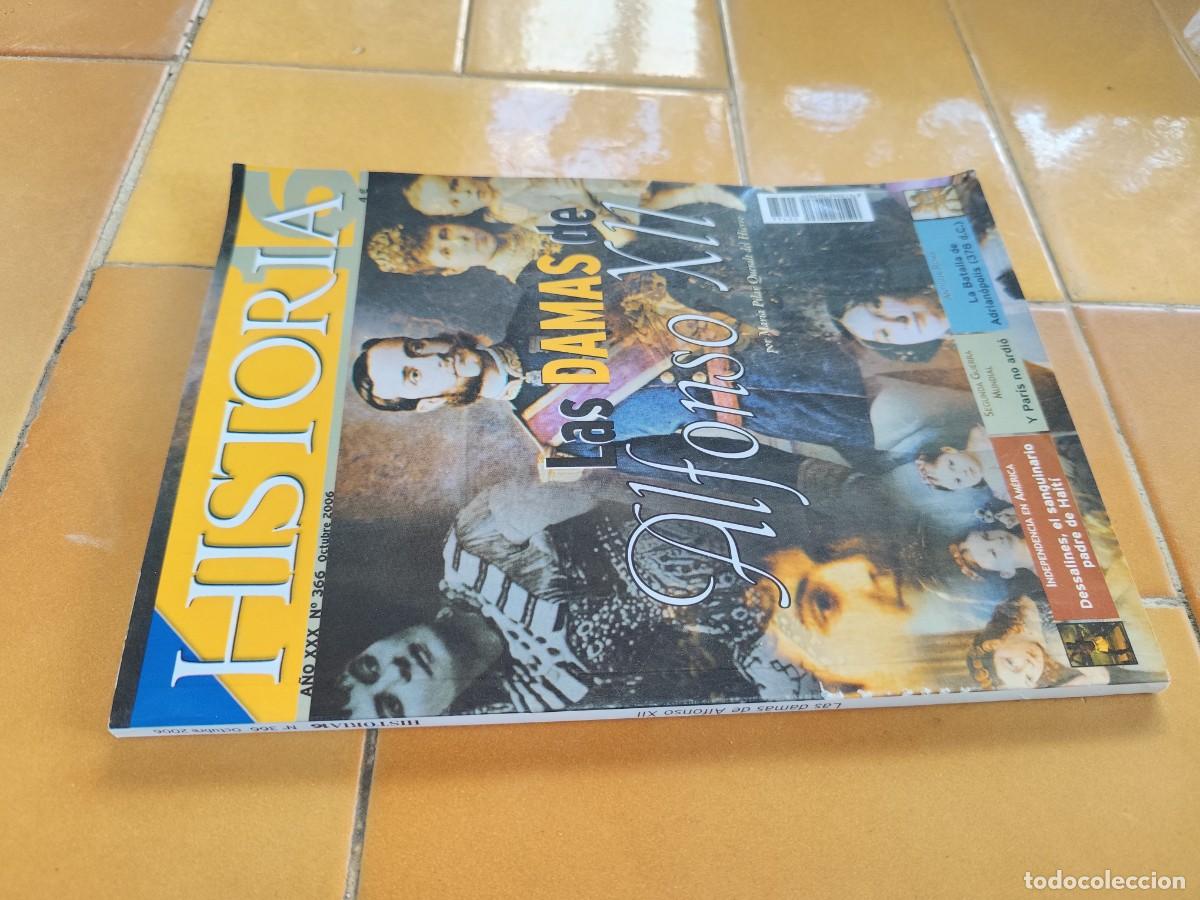 HISTORIA
16
4 €
AÑO XXX Nº 366 Octubre 2006
Las DAMAS de
Alfonso XII
por María Pilar Queralt del Hierro
INDEPENDENCIA EN AMÉRICA
Dessalines, el sanguinario
padre de Haití
SEGUNDA GUERRA
MUNDIAL
Y París no ardió
La Batalla de
Adrianópolis (378 d.C.)
HISTORIA16 Nº 366 Octubre 2006
Las damas de Alfonso XII
todocoleccion